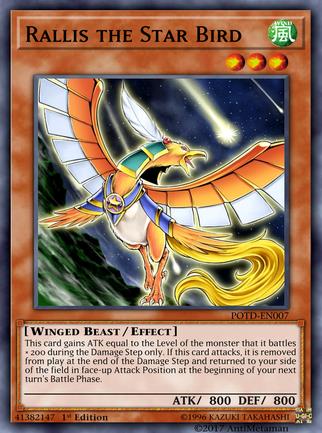 RALLIS THE STAR BIRD
WIND
風
POTD-EN007
[ WINGED BEAST / EFFECT ]
This card gains ATK equal to the Level of the monster that it battles
× 200 during the Damage Step only. If this card attacks, it is removed
from play at the end of the Damage Step and returned to your side
of the field in face-up Attack Position at the beginning of your next
turn's Battle Phase.
ATK/ 800 DEF/ 800
41382147 1st Edition ©1996 KAZUKI TAKAHASHI
©2017 AntiMetaman